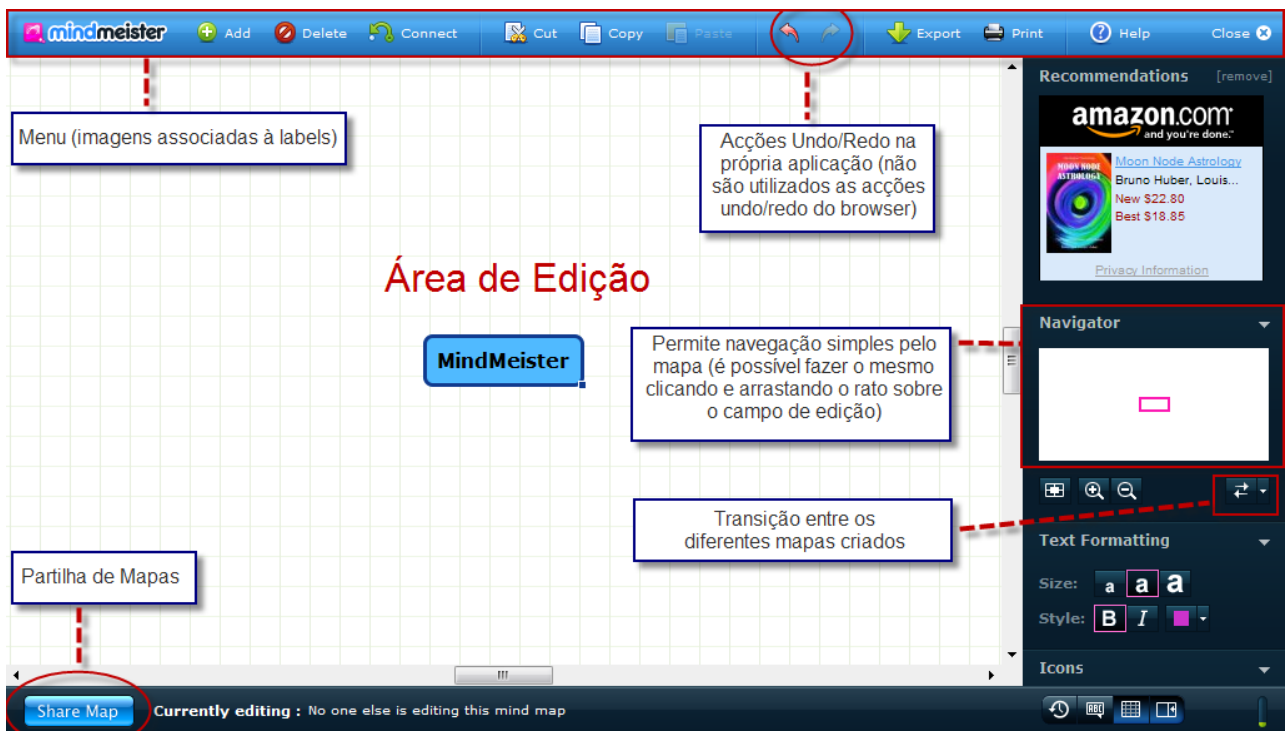 mindmeister Add Delete Connect Cut Copy Paste Export Print Help Close
Menu (imagens associadas à labels)
Acções Undo/Redo na
própria aplicação (não
são utilizados as acções
undo/redo do browser)
Área de Edição
MindMeister
Permite navegação simples pelo
mapa (é possível fazer o mesmo
clicando e arrastando o rato sobre
o campo de edição)
Transição entre os
diferentes mapas criados
Partilha de Mapas
Recommendations [remove]
amazon.com
and you're done.™
MOON NODE
ASTROLOGY
Moon Node Astrology
Bruno Huber, Louis...
New $22.80
Best $18.85
Privacy Information
Navigator
Text Formatting
Size: a a a
Style: B I
Icons
Share Map Currently editing : No one else is editing this mind map
ABC